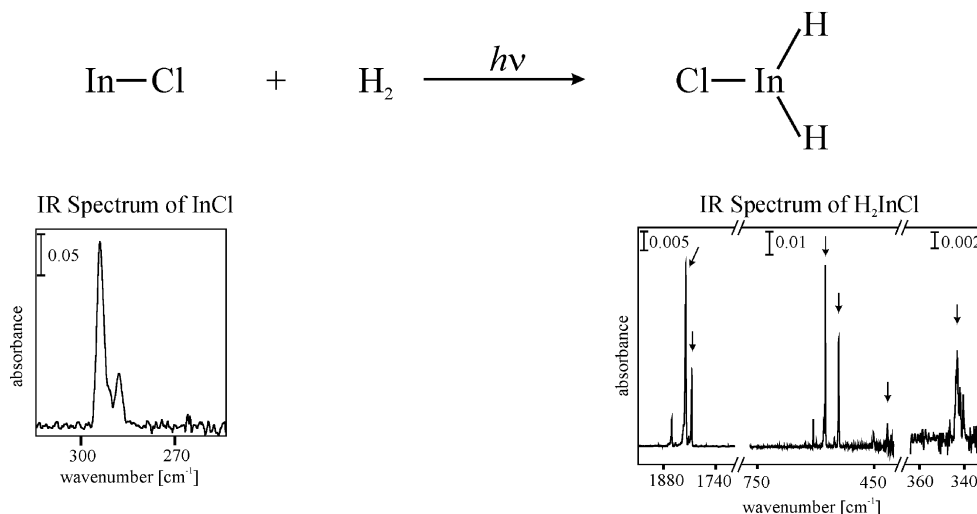 In Cl + H₂ hν Cl In H H
IR Spectrum of InCl
0.05
absorbance
300 270
wavenumber [cm⁻¹]
IR Spectrum of H₂InCl
0.005 0.01 0.002
absorbance
1880 1740 750 450 360 340
wavenumber [cm⁻¹]